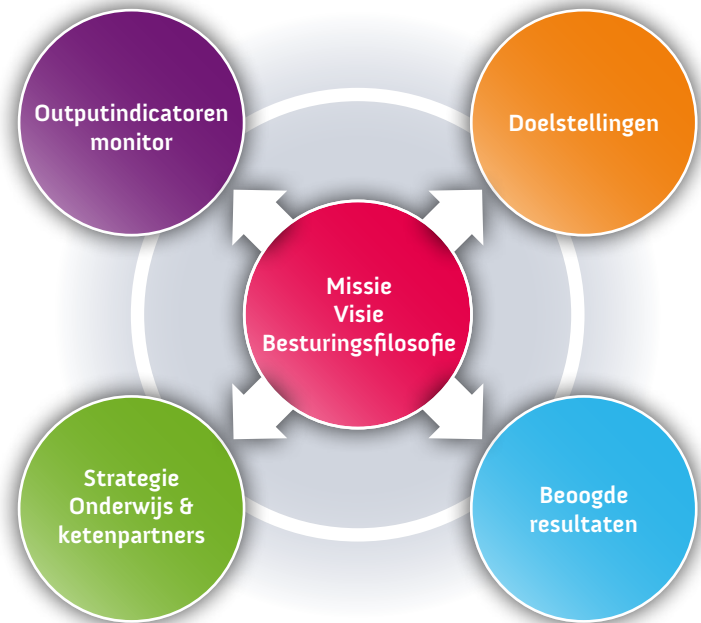 Outputindicatoren
monitor
Doelstellingen
Missie
Visie
Besturingsfilosofie
Strategie
Onderwijs &
ketenpartners
Beoogde
resultaten